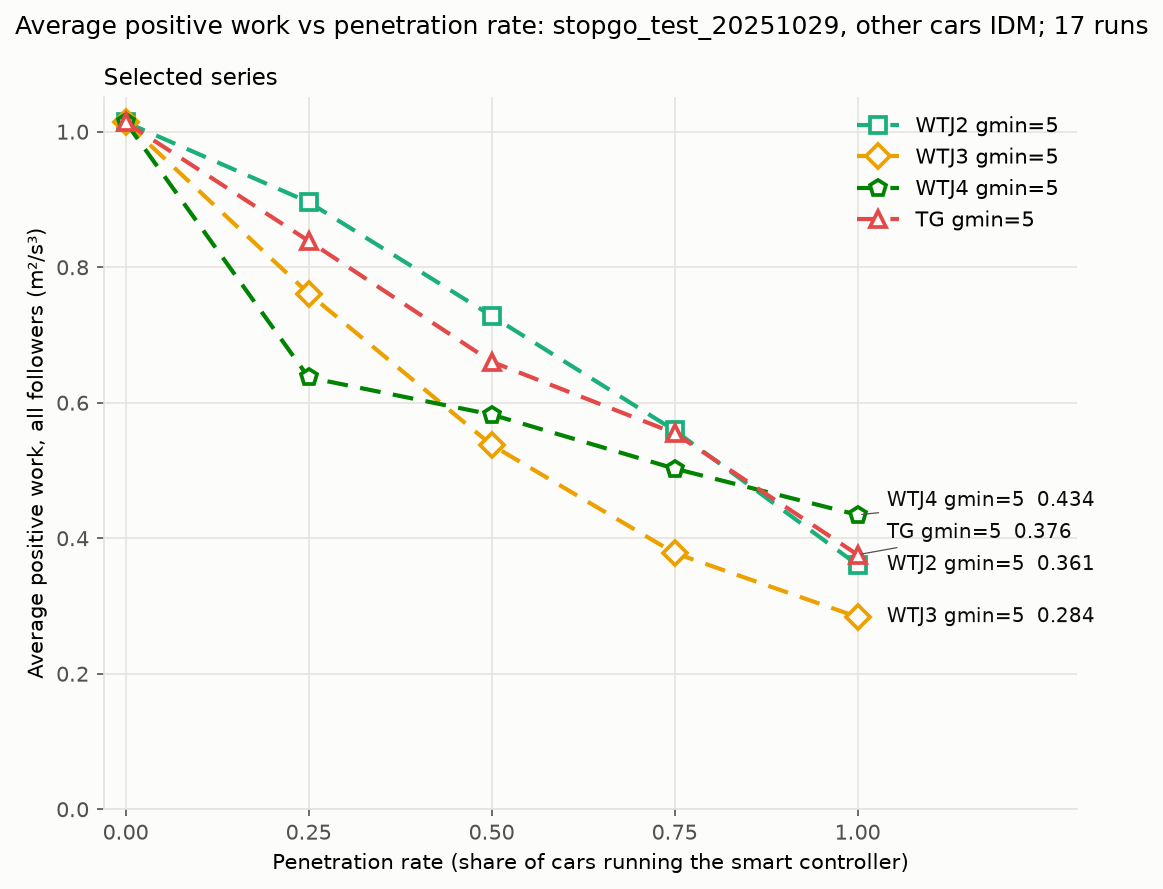 Average positive work vs penetration rate: stopgo_test_20251029, other cars IDM; 17 runs
Selected series
WTJ2 gmin=5
WTJ3 gmin=5
WTJ4 gmin=5
TG gmin=5
Average positive work, all followers (m²/s³)
1.0
0.8
0.6
0.4
0.2
0.0
WTJ4 gmin=5 0.434
TG gmin=5 0.376
WTJ2 gmin=5 0.361
WTJ3 gmin=5 0.284
0.00 0.25 0.50 0.75 1.00
Penetration rate (share of cars running the smart controller)